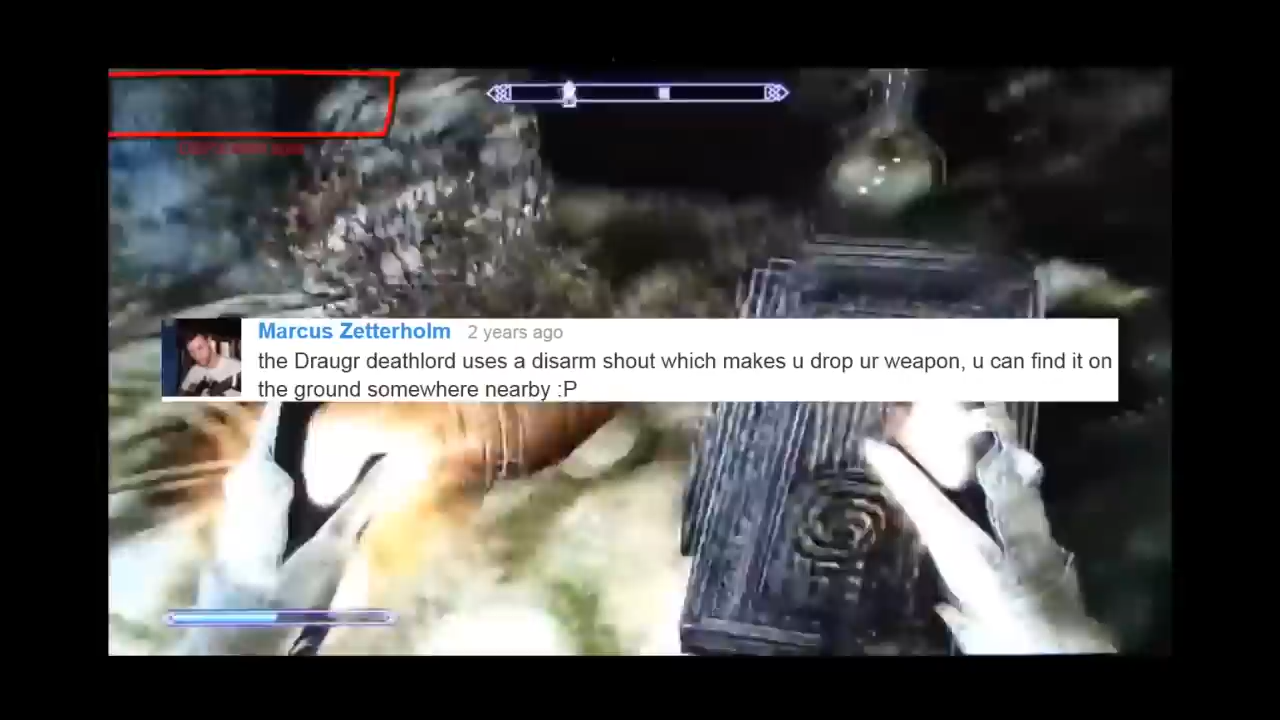 Marcus Zetterholm 2 years ago
the Draugr deathlord uses a disarm shout which makes u drop ur weapon, u can find it on
the ground somewhere nearby :P